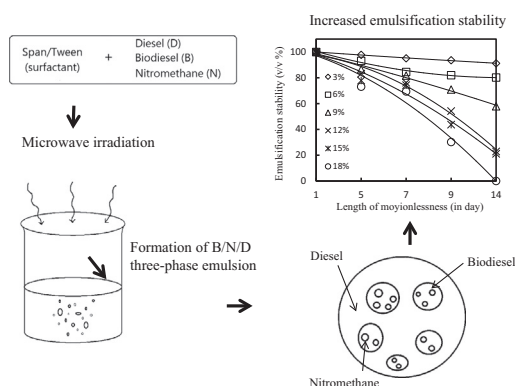 Increased emulsification stability
Span/Tween
(surfactant)
+
Diesel (D)
Biodiesel (B)
Nitromethane (N)
Microwave irradiation
Formation of B/N/D
three-phase emulsion
Emulsification stability (v/v %)
100
80
60
40
20
0
3%
6%
9%
12%
15%
18%
1 5 7 9 14
Length of moyionlessness (in day)
Diesel
Biodiesel
Nitromethane